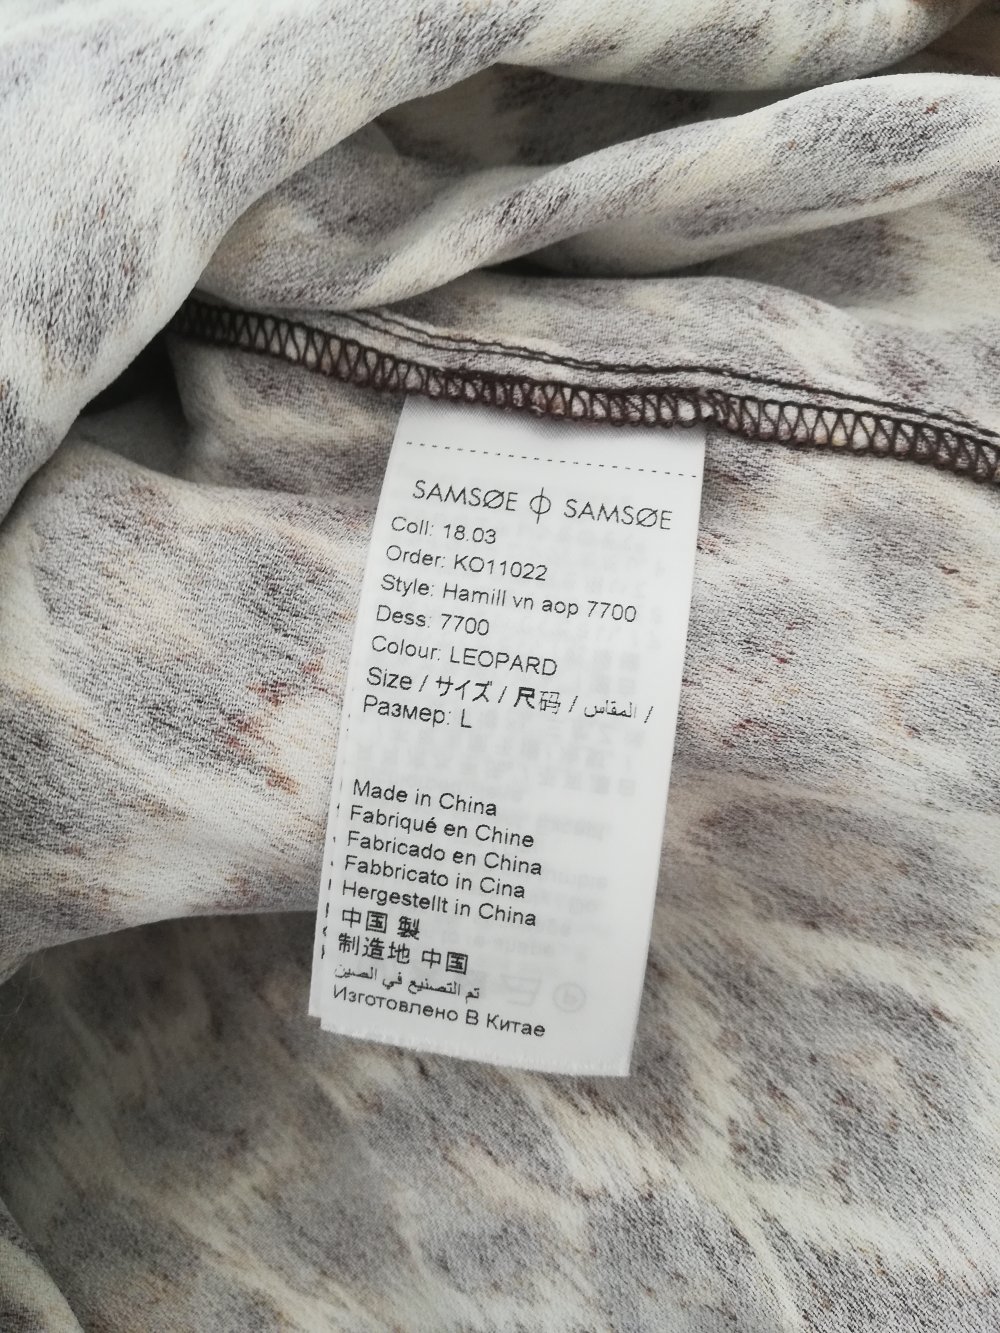 SAMSØE ϕ SAMSØE
Coll: 18.03
Order: KO11022
Style: Hamill vn aop 7700
Dess: 7700
Colour: LEOPARD
Size / サイズ / 尺码 / المقاس /
Размер: L
Made in China
Fabriqué en Chine
Fabricado en China
Fabbricato in Cina
Hergestellt in China
中国 製
制造地 中国
تم التصنيع في الصين
Изготовлено В Китае